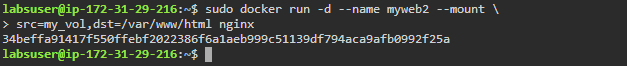 labsuser@ip-172-31-29-216:~$ sudo docker run -d --name myweb2 --mount \
> src=my_vol,dst=/var/www/html nginx
34beffa91417f550ffebf2022386f6a1aeb999c51139df794aca9afb0992f25a
labsuser@ip-172-31-29-216:~$